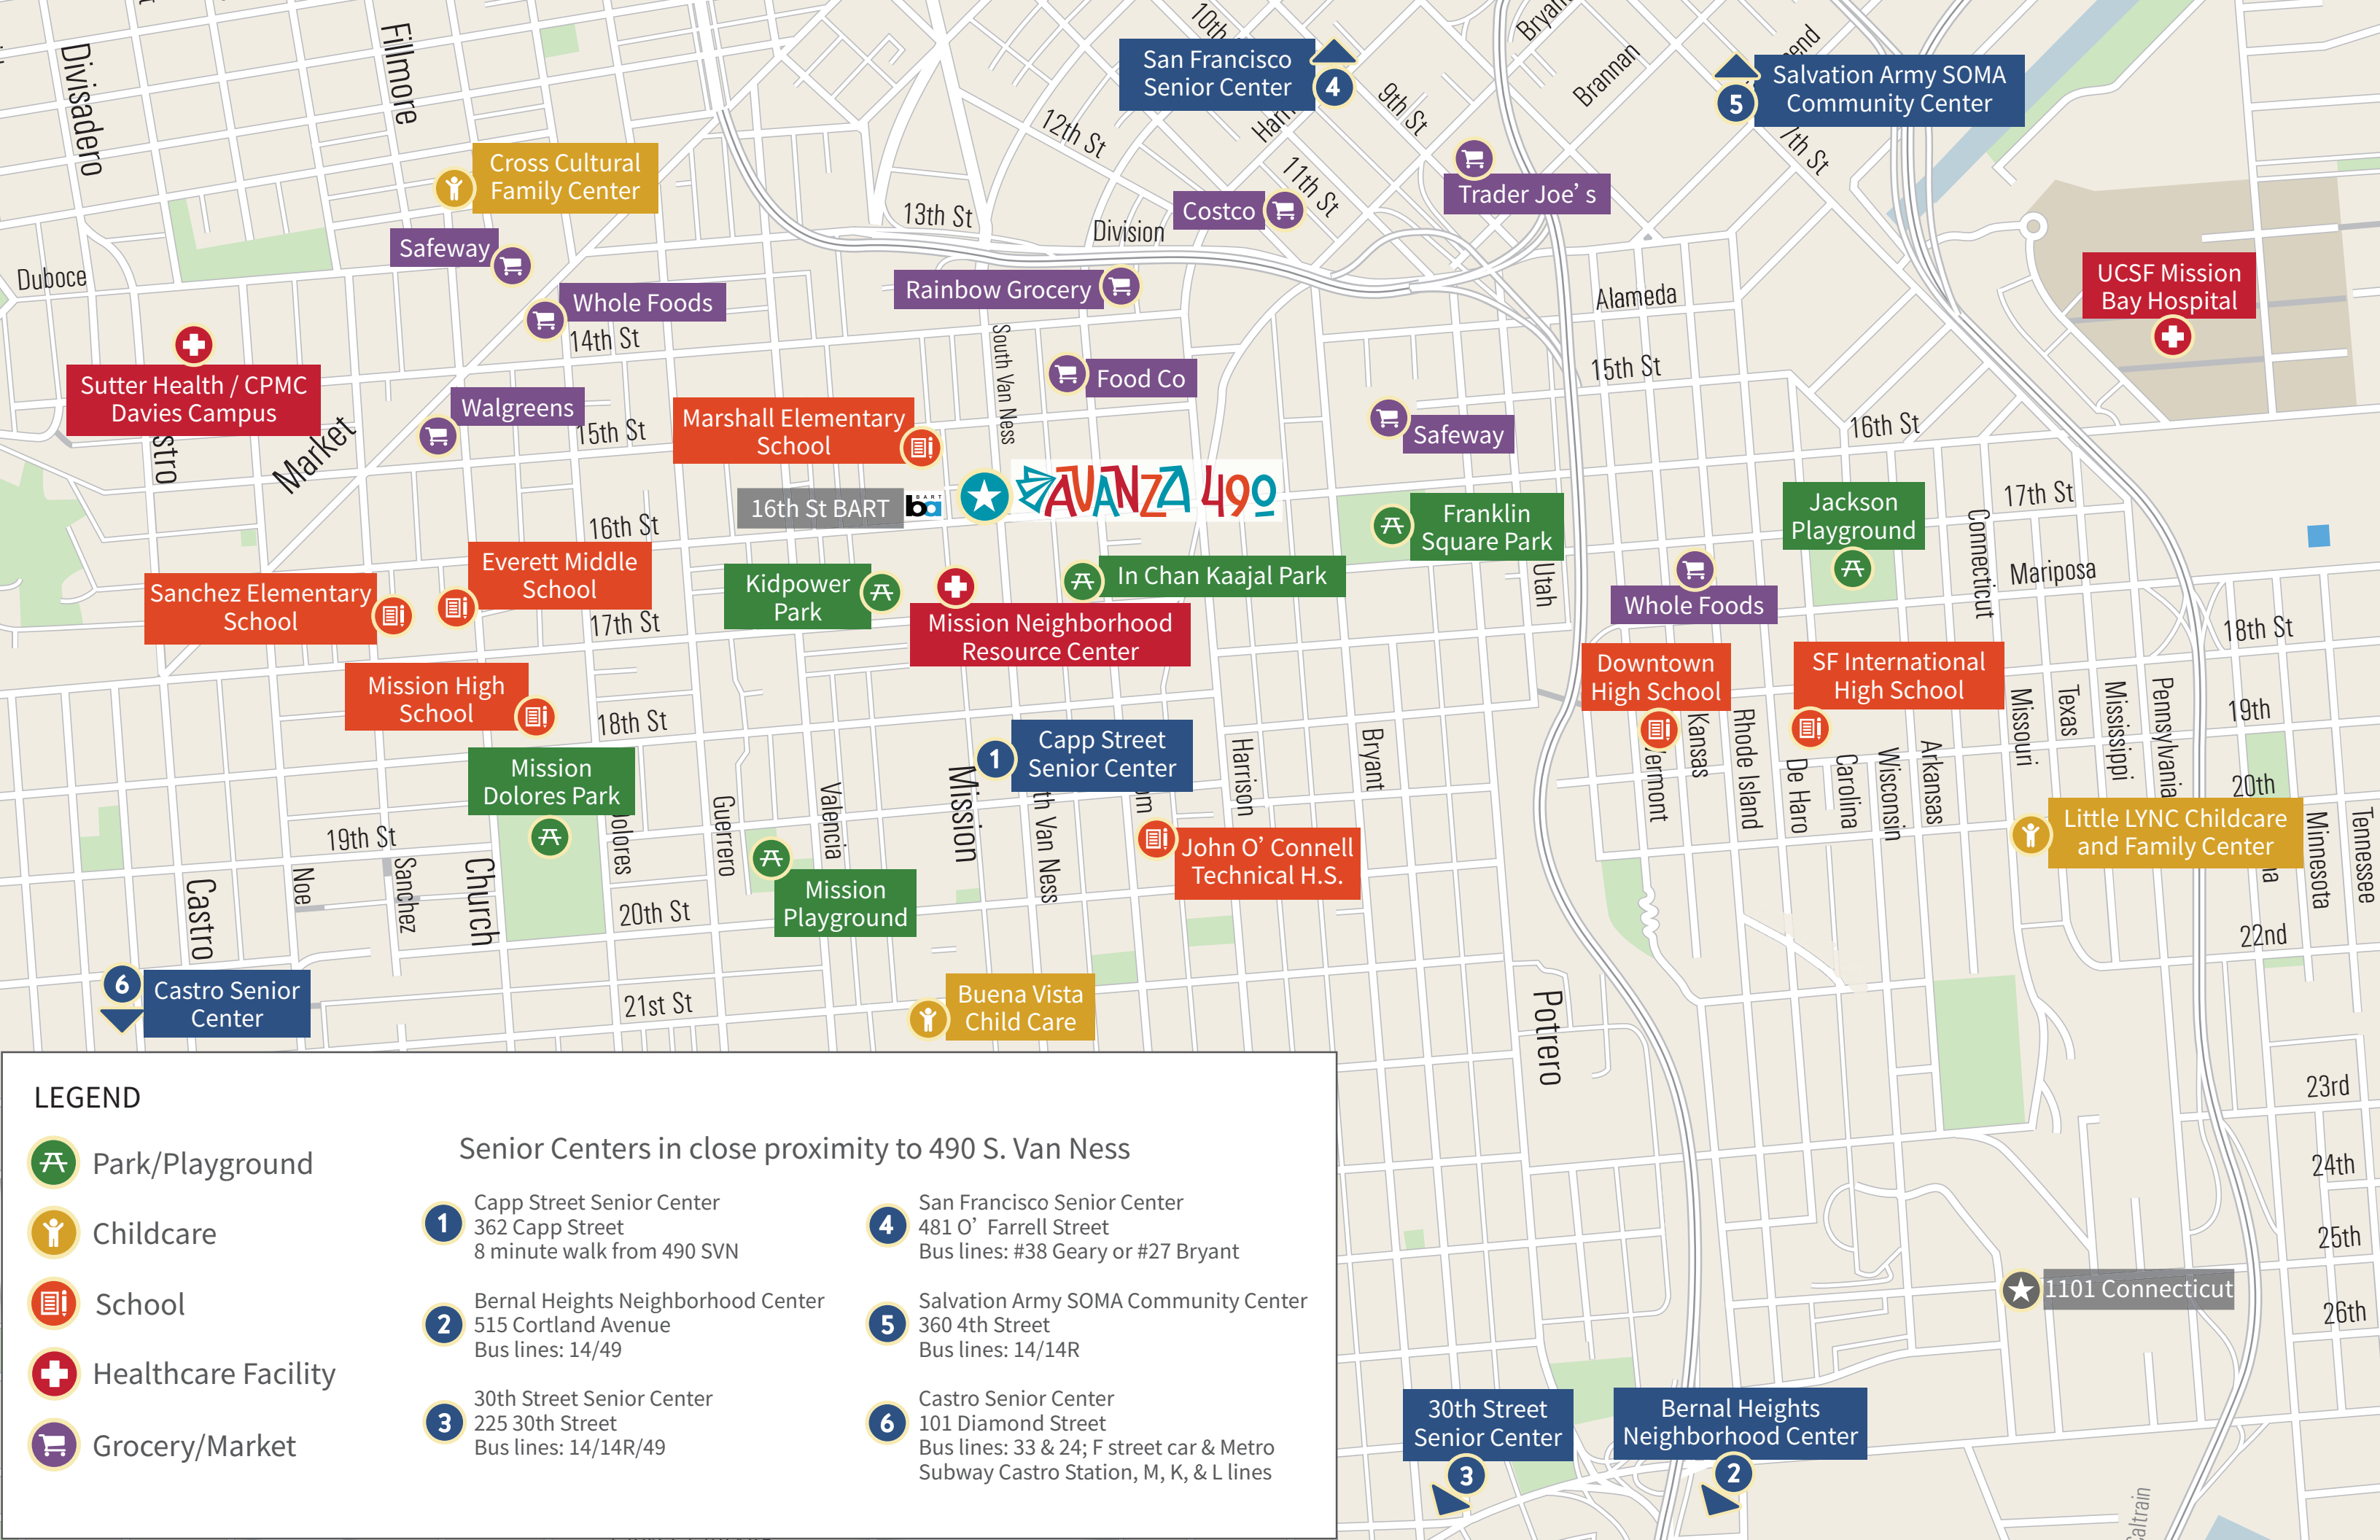 Divisadero
Fillmore
10th
Bryan
Brannan
San Francisco
Senior Center
4
9th St
Harri
12th St
11th St
5
Salvation Army SOMA
Community Center
7th St
Cross Cultural
Family Center
Trader Joe’ s
Costco
13th St
Division
Safeway
Duboce
Rainbow Grocery
Whole Foods
Alameda
UCSF Mission
Bay Hospital
14th St
South Van Ness
15th St
Sutter Health / CPMC
Davies Campus
Food Co
Walgreens
Marshall Elementary
School
Safeway
16th St
15th St
stro
Market
16th St BART
BART
ba
AVANZA 490
17th St
Jackson
Playground
Franklin
Square Park
Connecticut
16th St
Everett Middle
School
Sanchez Elementary
School
Kidpower
Park
In Chan Kaajal Park
Utah
Mariposa
Whole Foods
17th St
Mission Neighborhood
Resource Center
18th St
Downtown
High School
SF International
High School
Mission High
School
18th St
Missouri
Texas
Mississippi
Pennsylvania
19th
Kansas
Rhode Island
Vermont
De Haro
Carolina
Wisconsin
Arkansas
1
Capp Street
Senior Center
Harrison
Bryant
Mission
Dolores Park
olores
Guerrero
Valencia
Mission
th Van Ness
om
20th
19th St
Little LYNC Childcare
and Family Center
na
Minnesota
Tennessee
John O’ Connell
Technical H.S.
Castro
Noe
Sanchez
Church
Mission
Playground
20th St
22nd
6
Castro Senior
Center
21st St
Buena Vista
Child Care
Potrero
23rd
24th
25th
1101 Connecticut
26th
30th Street
Senior Center
3
Bernal Heights
Neighborhood Center
2
altrain
LEGEND
Park/Playground
Childcare
School
Healthcare Facility
Grocery/Market
Senior Centers in close proximity to 490 S. Van Ness
1
Capp Street Senior Center
362 Capp Street
8 minute walk from 490 SVN
2
Bernal Heights Neighborhood Center
515 Cortland Avenue
Bus lines: 14/49
3
30th Street Senior Center
225 30th Street
Bus lines: 14/14R/49
4
San Francisco Senior Center
481 O’ Farrell Street
Bus lines: #38 Geary or #27 Bryant
5
Salvation Army SOMA Community Center
360 4th Street
Bus lines: 14/14R
6
Castro Senior Center
101 Diamond Street
Bus lines: 33 & 24; F street car & Metro
Subway Castro Station, M, K, & L lines